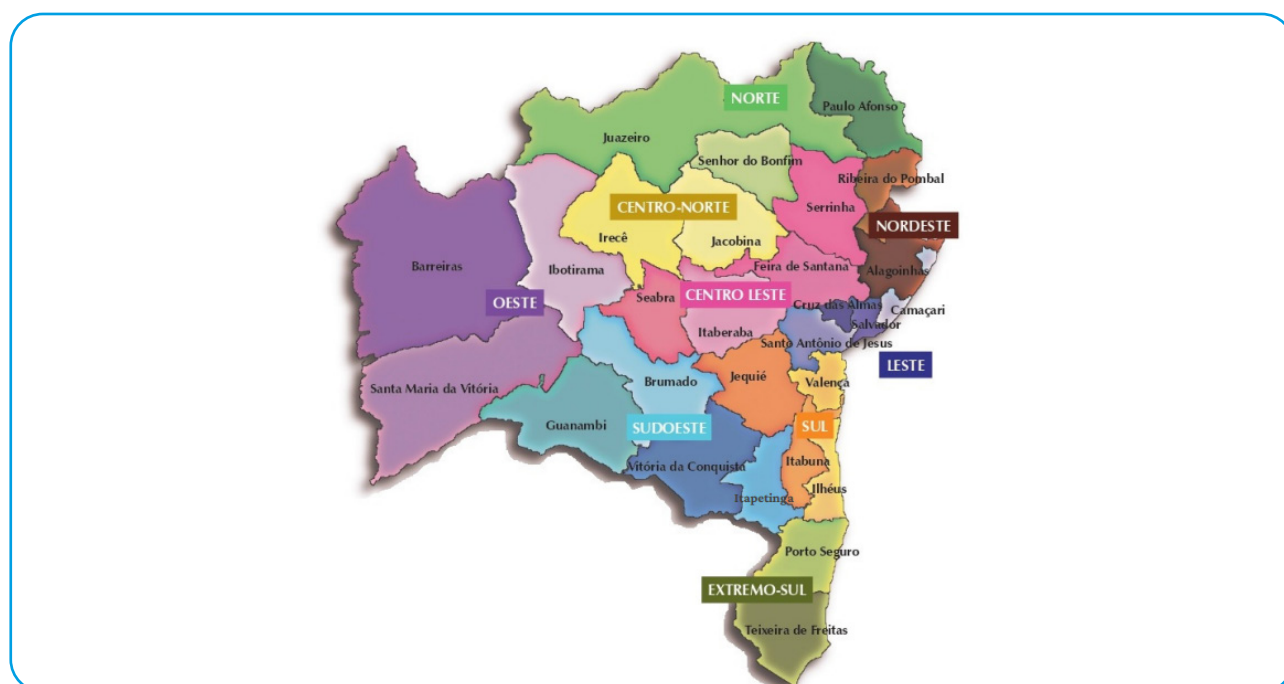 NORTE
Paulo Afonso
Juazeiro
Senhor do Bonfim
Ribeira do Pombal
CENTRO-NORTE
Serrinha
NORDESTE
Irecê
Jacobina
Barreiras
Ibotirama
Feira de Santana
Alagoinhas
OESTE
Seabra
CENTRO LESTE
Cruz das Almas
Camaçari
Salvador
Itaberaba
Santo Antônio de Jesus
LESTE
Santa Maria da Vitória
Brumado
Jequié
Valença
Guanambi
SUDOESTE
SUL
Vitória da Conquista
Itabuna
Itapetinga
Ilhéus
Porto Seguro
EXTREMO-SUL
Teixeira de Freitas